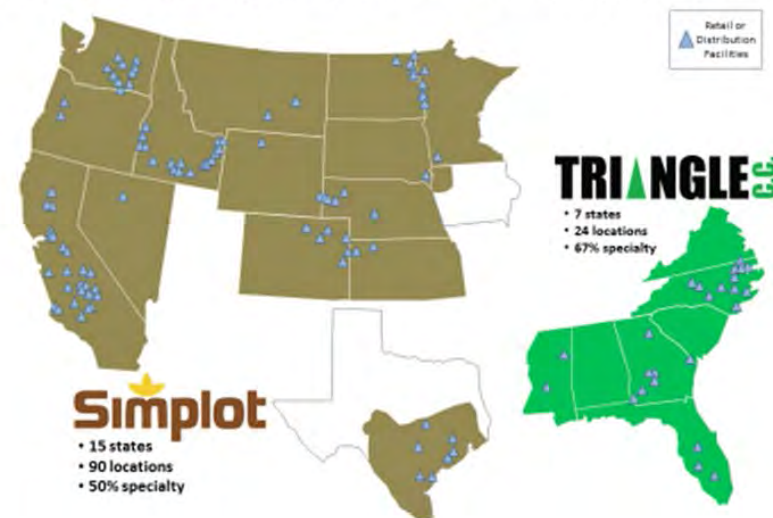 Retail or
Distribution
Facilities
TRIANGLE C.C.
• 7 states
• 24 locations
• 67% specialty
Simplot
• 15 states
• 90 locations
• 50% specialty